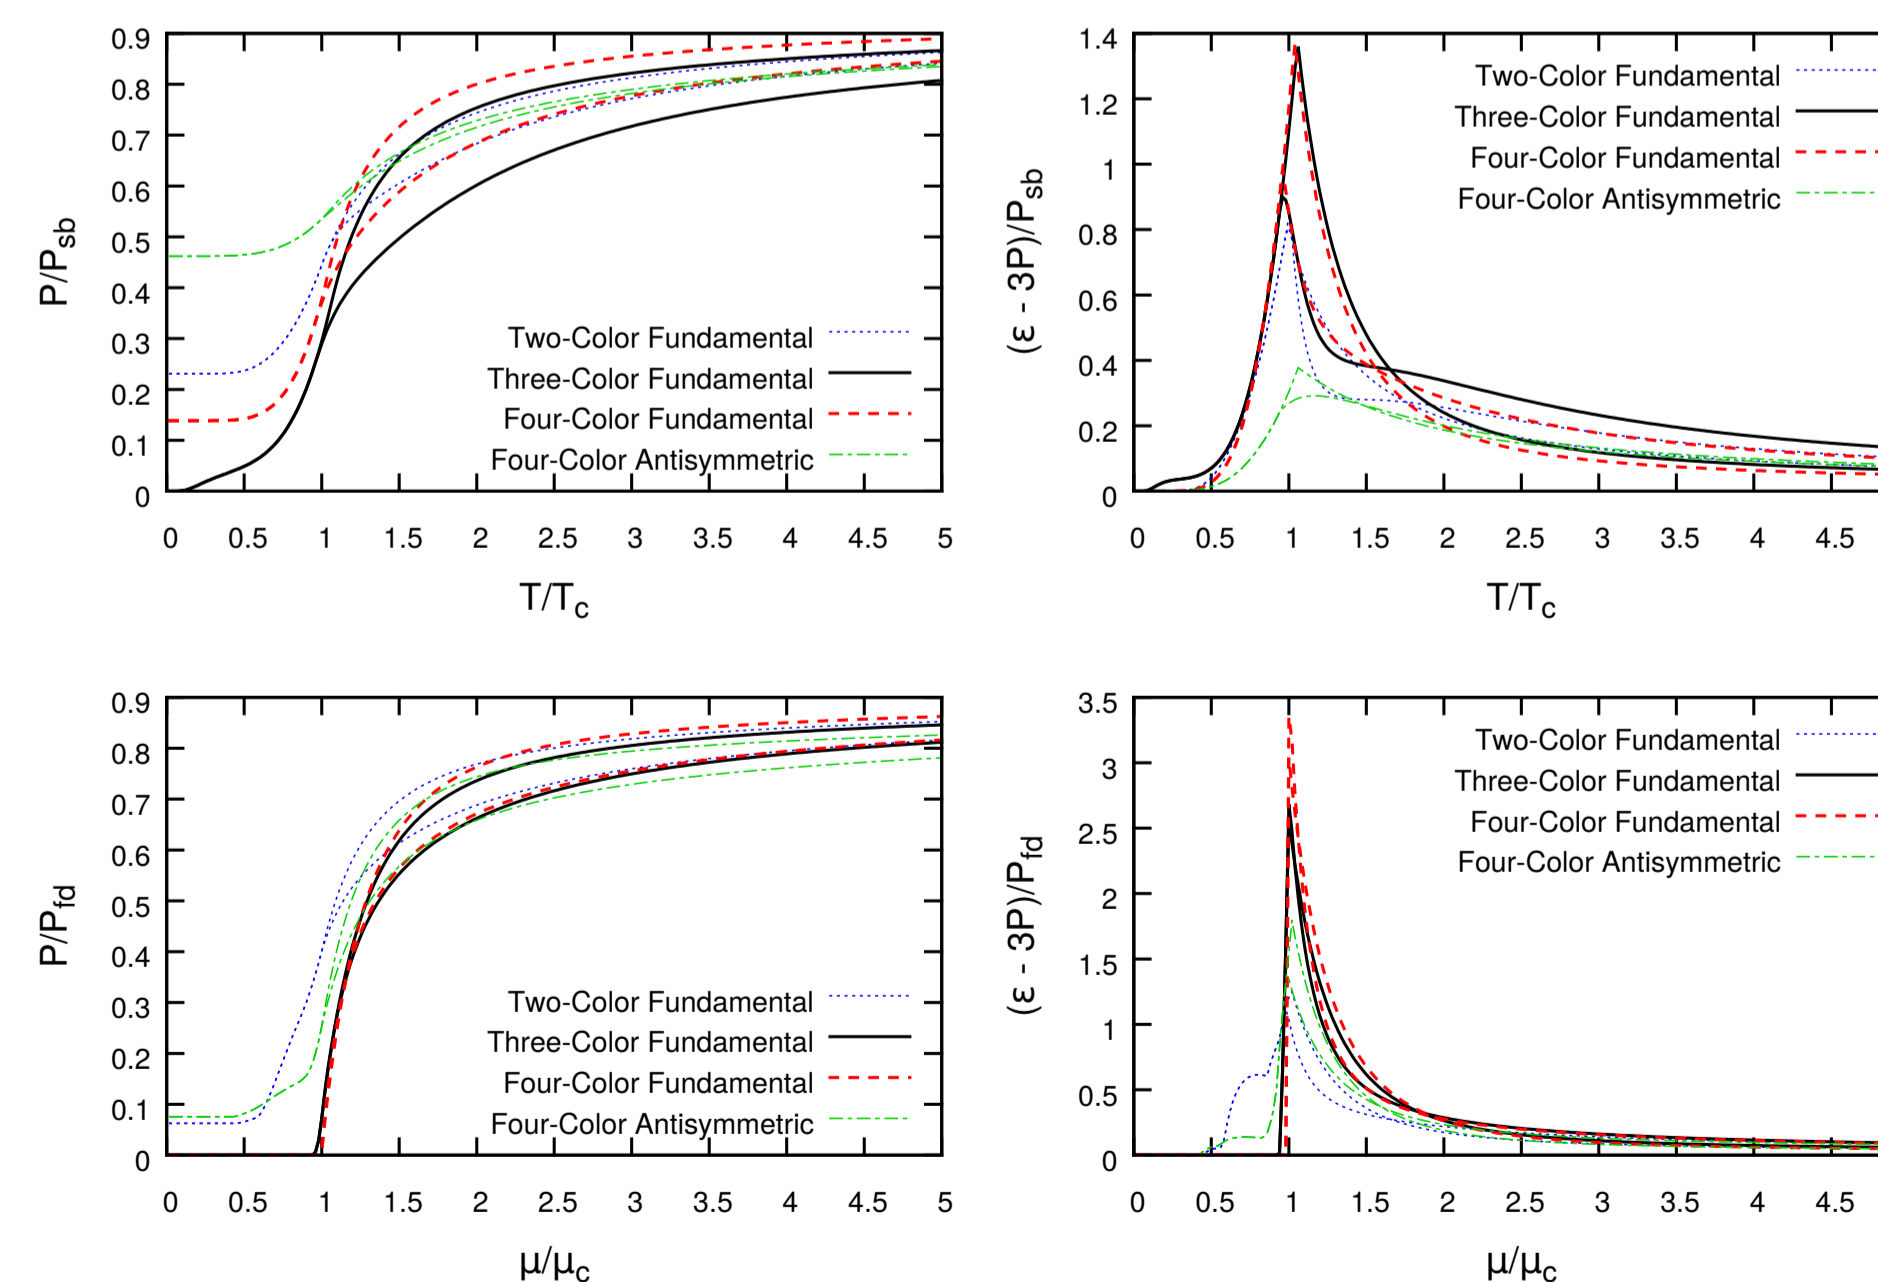 0.9
0.8
0.7
0.6
0.5
0.4
0.3
0.2
0.1
0
P/P_sb
Two-Color Fundamental
Three-Color Fundamental
Four-Color Fundamental
Four-Color Antisymmetric
0 0.5 1 1.5 2 2.5 3 3.5 4 4.5 5
T/T_c
1.4
1.2
1
0.8
0.6
0.4
0.2
0
(ε - 3P)/P_sb
Two-Color Fundamental
Three-Color Fundamental
Four-Color Fundamental
Four-Color Antisymmetric
0 0.5 1 1.5 2 2.5 3 3.5 4 4.5
T/T_c
0.9
0.8
0.7
0.6
0.5
0.4
0.3
0.2
0.1
0
P/P_fd
Two-Color Fundamental
Three-Color Fundamental
Four-Color Fundamental
Four-Color Antisymmetric
0 0.5 1 1.5 2 2.5 3 3.5 4 4.5 5
μ/μ_c
3.5
3
2.5
2
1.5
1
0.5
0
(ε - 3P)/P_fd
Two-Color Fundamental
Three-Color Fundamental
Four-Color Fundamental
Four-Color Antisymmetric
0 0.5 1 1.5 2 2.5 3 3.5 4 4.5
μ/μ_c